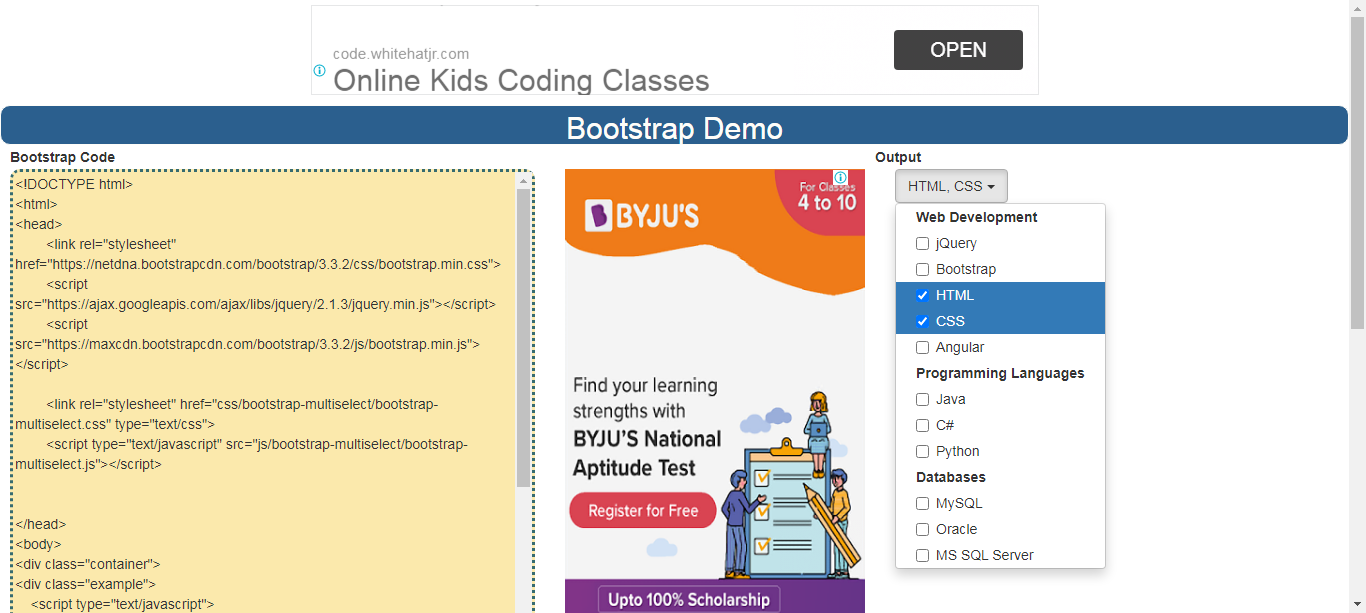 code.whitehatjr.com
Online Kids Coding Classes
OPEN
Bootstrap Demo
Bootstrap Code
<!DOCTYPE html>
<html>
<head>
<link rel="stylesheet"
href="https://netdna.bootstrapcdn.com/bootstrap/3.3.2/css/bootstrap.min.css">
<script
src="https://ajax.googleapis.com/ajax/libs/jquery/2.1.3/jquery.min.js"></script>
<script
src="https://maxcdn.bootstrapcdn.com/bootstrap/3.3.2/js/bootstrap.min.js">
</script>
<link rel="stylesheet" href="css/bootstrap-multiselect/bootstrap-
multiselect.css" type="text/css">
<script type="text/javascript" src="js/bootstrap-multiselect/bootstrap-
multiselect.js"></script>
</head>
<body>
<div class="container">
<div class="example">
<script type="text/javascript">
BYJU'S
For Classes
4 to 10
Find your learning
strengths with
BYJU'S National
Aptitude Test
Register for Free
Upto 100% Scholarship
Output
HTML, CSS
Web Development
jQuery
Bootstrap
HTML
CSS
Angular
Programming Languages
Java
C#
Python
Databases
MySQL
Oracle
MS SQL Server